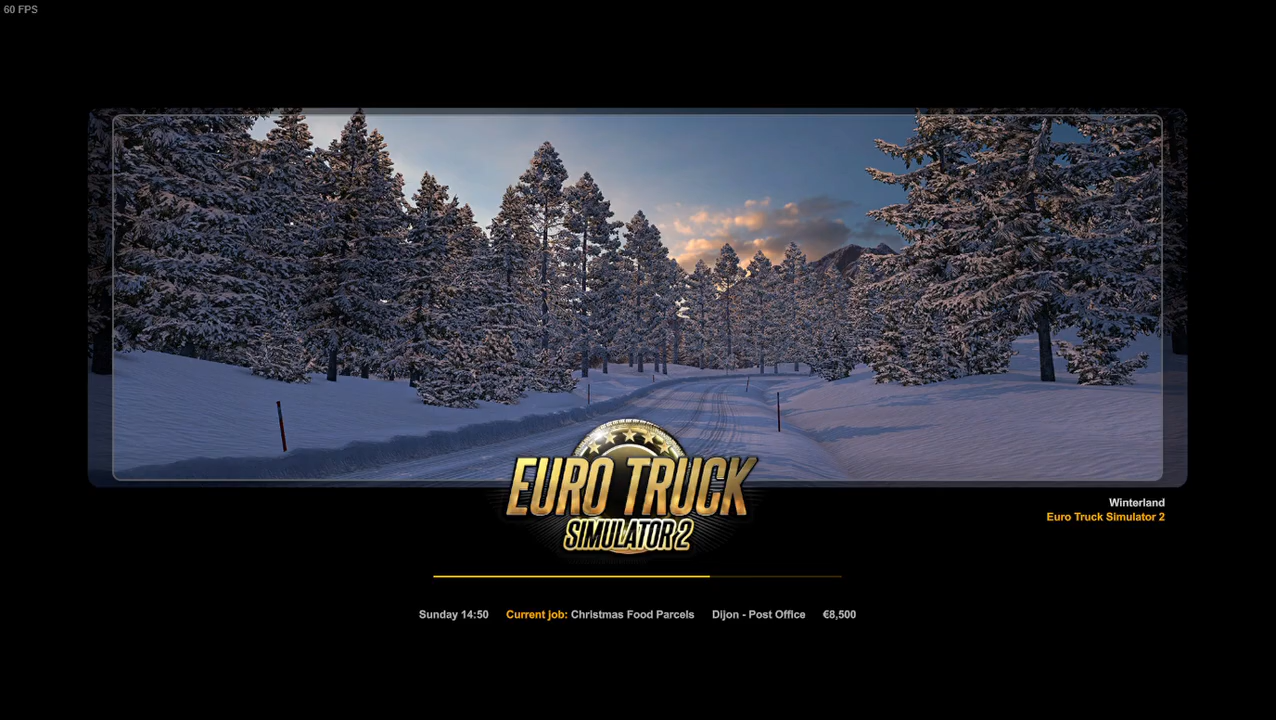 60 FPS
EURO TRUCK
SIMULATOR 2
Winterland
Euro Truck Simulator 2
Sunday 14:50 Current job: Christmas Food Parcels Dijon - Post Office €8,500